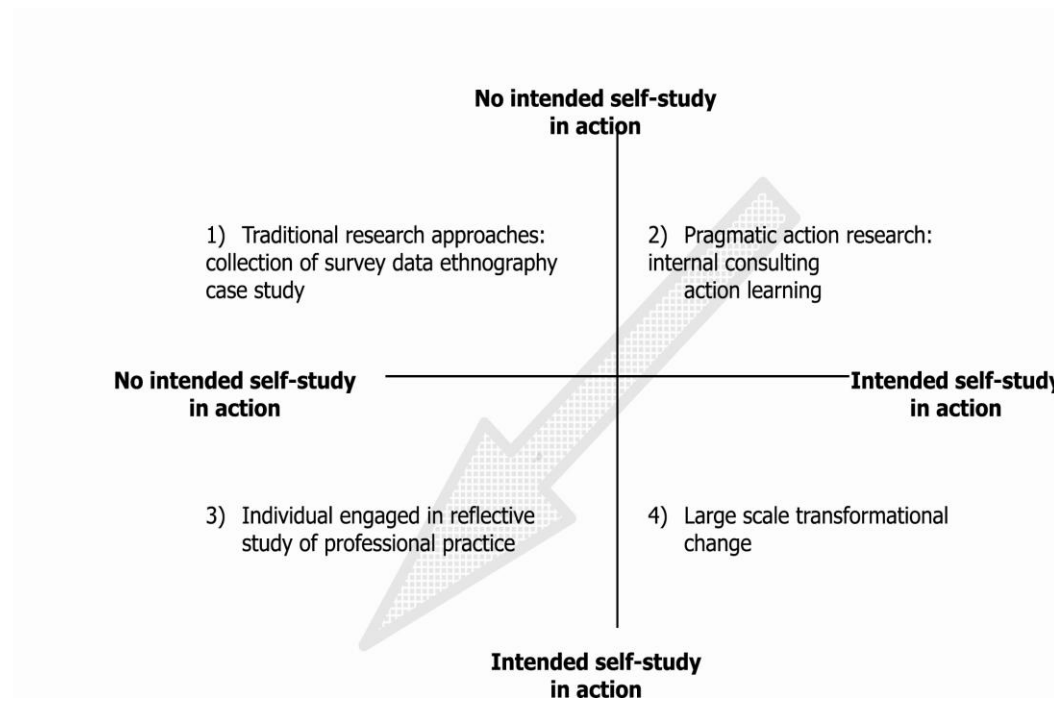 No intended self-study
in action
1) Traditional research approaches:
collection of survey data ethnography
case study
2) Pragmatic action research:
internal consulting
action learning
No intended self-study
in action
Intended self-study
in action
3) Individual engaged in reflective
study of professional practice
4) Large scale transformational
change
Intended self-study
in action